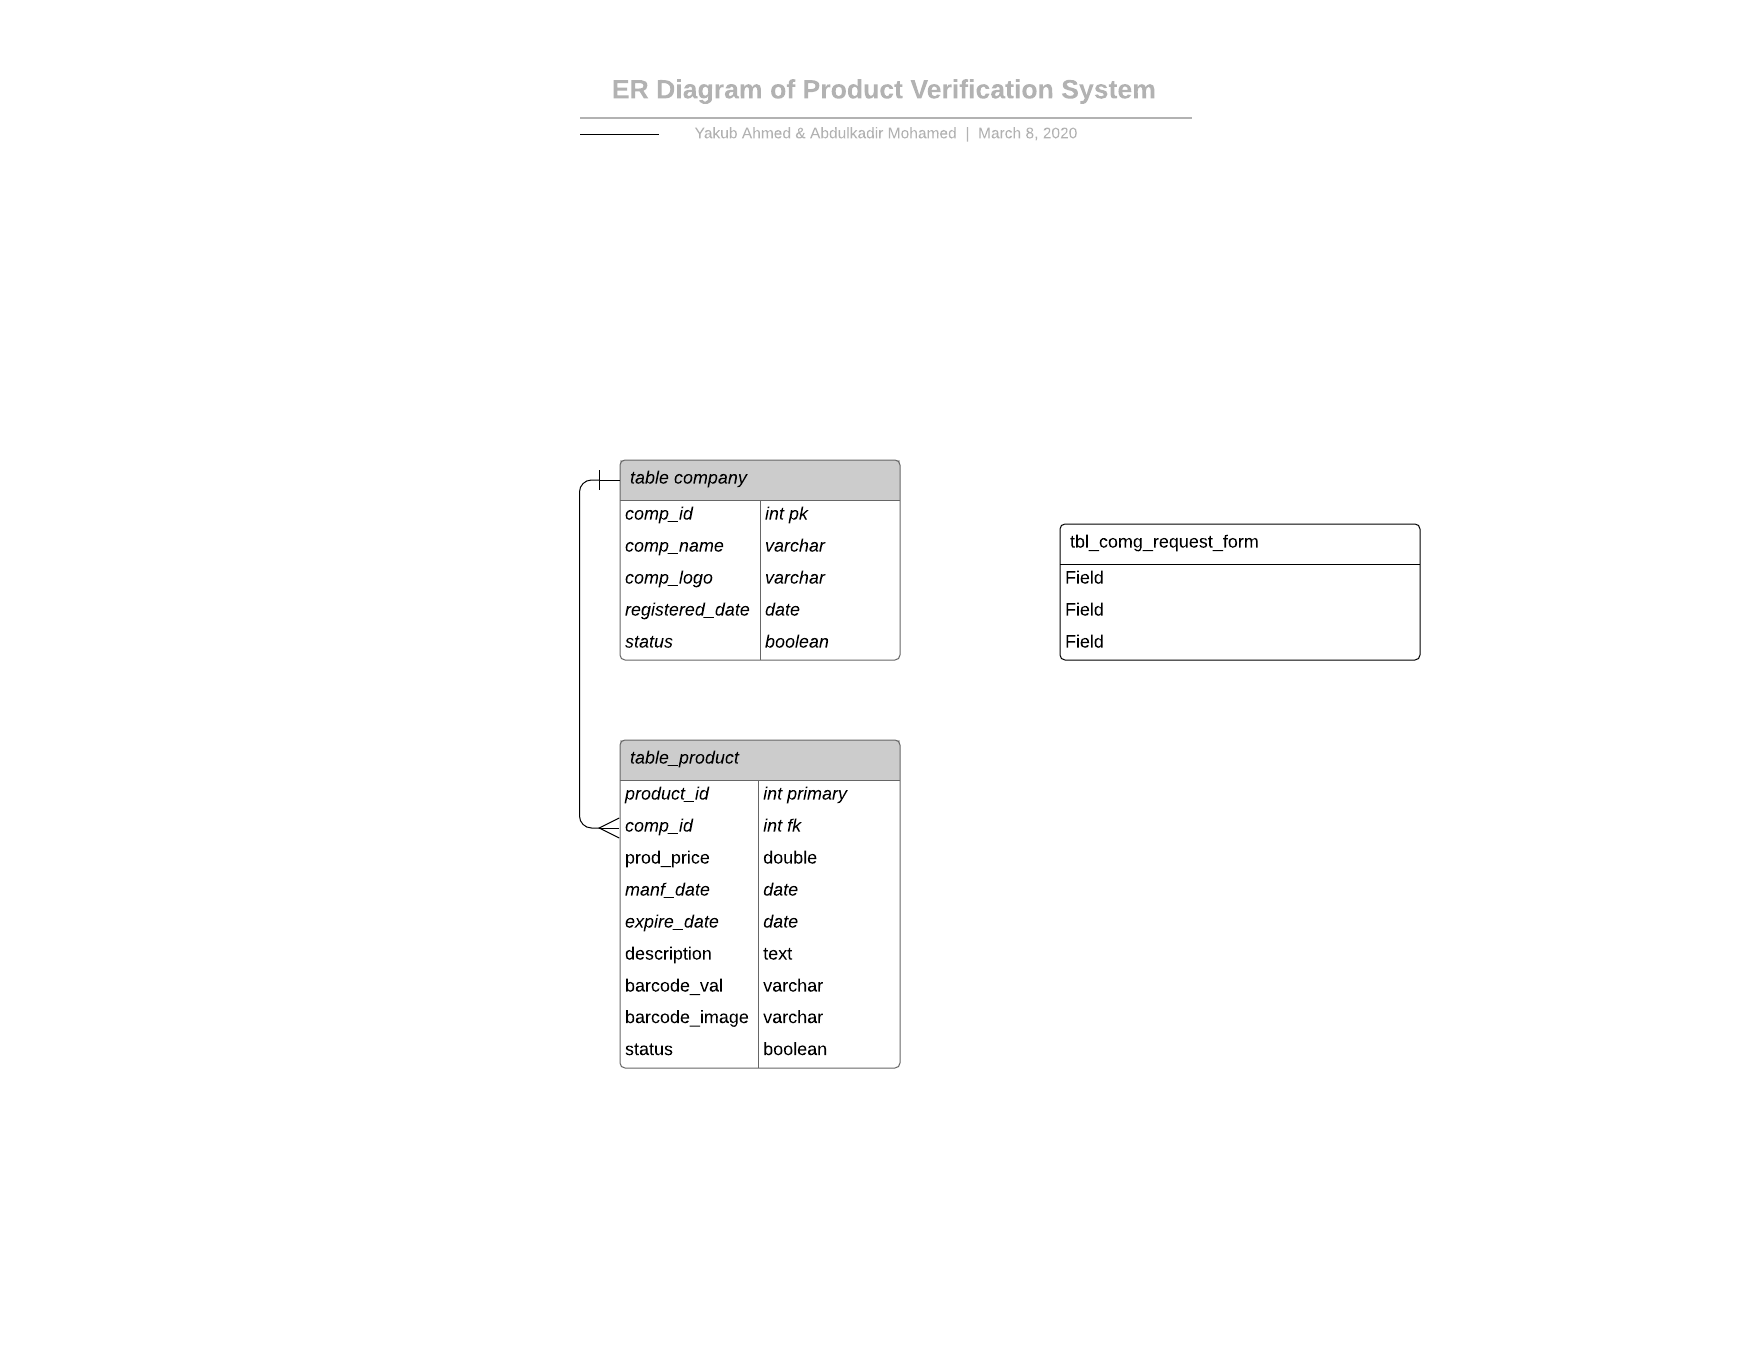 ER Diagram of Product Verification System
Yakub Ahmed & Abdulkadir Mohamed | March 8, 2020
table company
comp_id int pk
comp_name varchar
comp_logo varchar
registered_date date
status boolean
tbl_comg_request_form
Field
Field
Field
table_product
product_id int primary
comp_id int fk
prod_price double
manf_date date
expire_date date
description text
barcode_val varchar
barcode_image varchar
status boolean